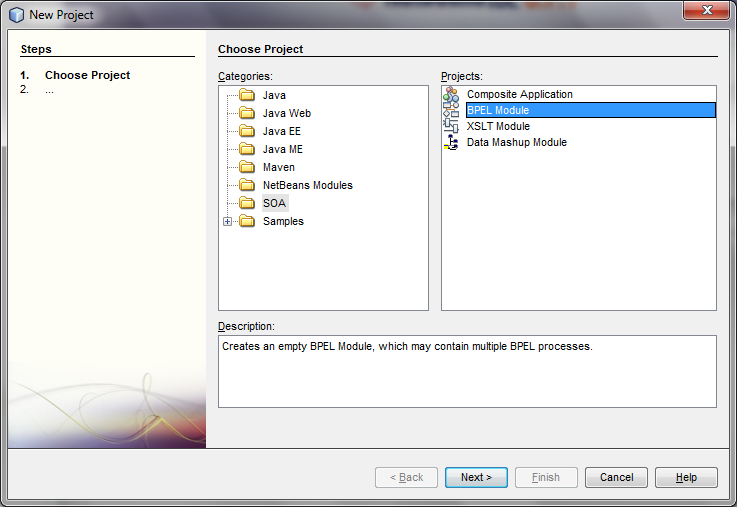 New Project
Steps
1. Choose Project
2. ...
Choose Project
Categories:
Java
Java Web
Java EE
Java ME
Maven
NetBeans Modules
SOA
Samples
Projects:
Composite Application
BPEL Module
XSLT Module
Data Mashup Module
Description:
Creates an empty BPEL Module, which may contain multiple BPEL processes.
< Back
Next >
Finish
Cancel
Help